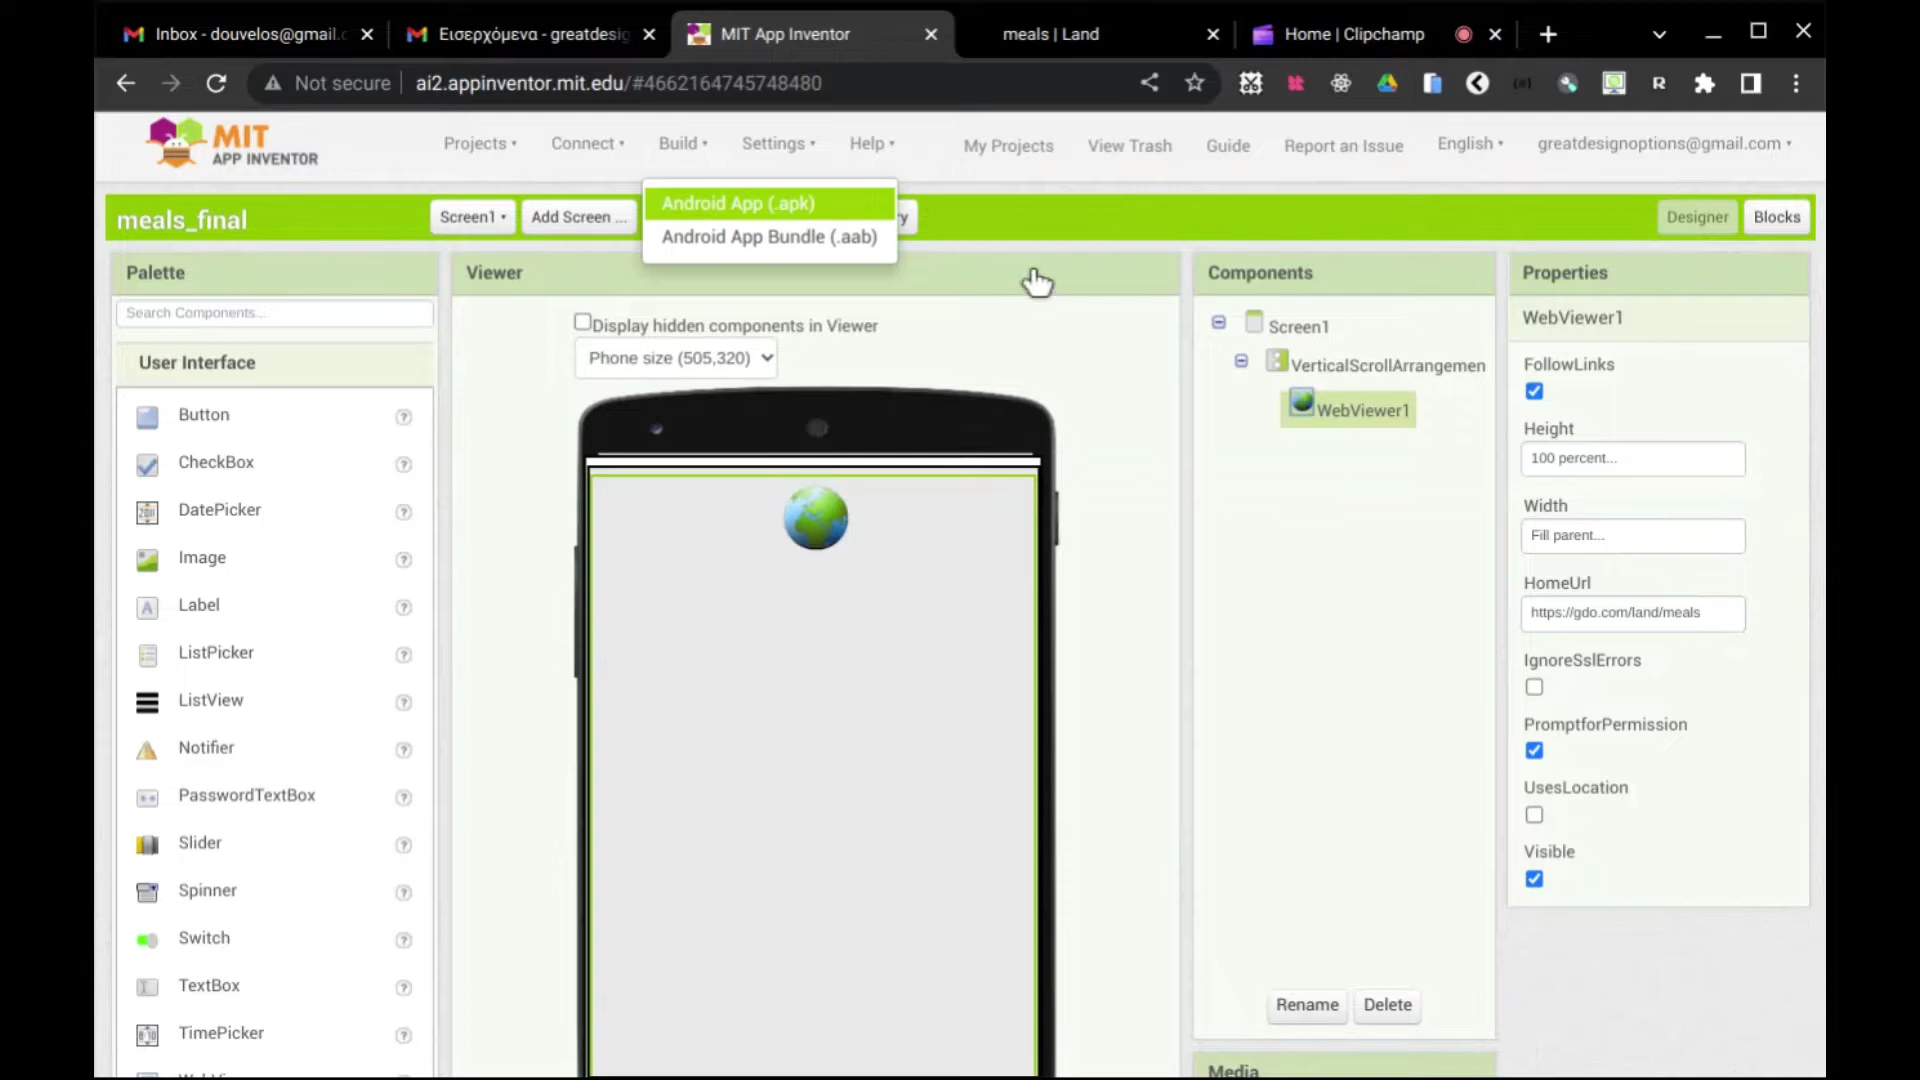 Inbox - douvelos@gmail.c
Εισερχόμενα - greatdesig
MIT App Inventor
meals | Land
Home | Clipchamp
Not secure
ai2.appinventor.mit.edu/#4662164745748480
MIT
APP INVENTOR
Projects
Connect
Build
Settings
Help
My Projects
View Trash
Guide
Report an Issue
English
greatdesignoptions@gmail.com
meals_final
Screen1
Add Screen ...
Android App (.apk)
Android App Bundle (.aab)
ry
Designer
Blocks
Palette
Search Components...
User Interface
Button
CheckBox
DatePicker
Image
Label
ListPicker
ListView
Notifier
PasswordTextBox
Slider
Spinner
Switch
TextBox
TimePicker
Viewer
Display hidden components in Viewer
Phone size (505,320)
Components
Screen1
VerticalScrollArrangemen
WebViewer1
Rename
Delete
Media
Properties
WebViewer1
FollowLinks
Height
100 percent...
Width
Fill parent...
HomeUrl
https://gdo.com/land/meals
IgnoreSslErrors
PromptforPermission
UsesLocation
Visible